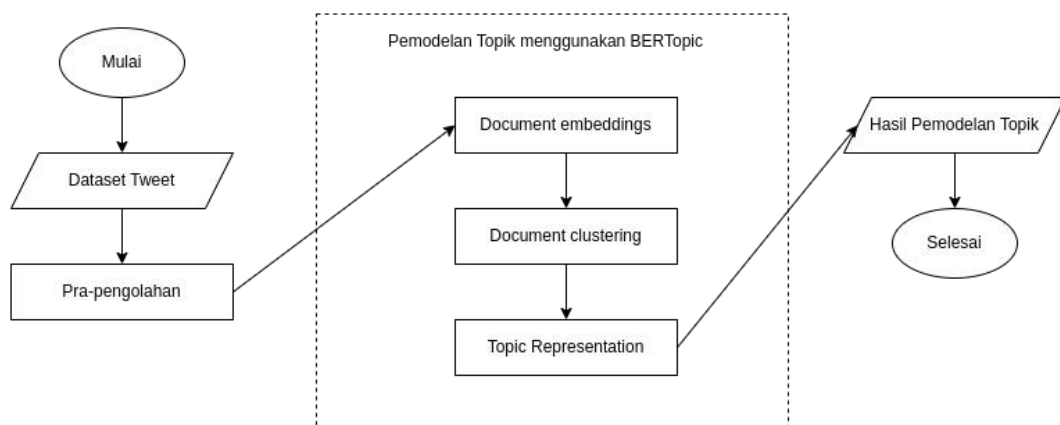 Mulai
Dataset Tweet
Pra-pengolahan
Pemodelan Topik menggunakan BERTopic
Document embeddings
Document clustering
Topic Representation
Hasil Pemodelan Topik
Selesai